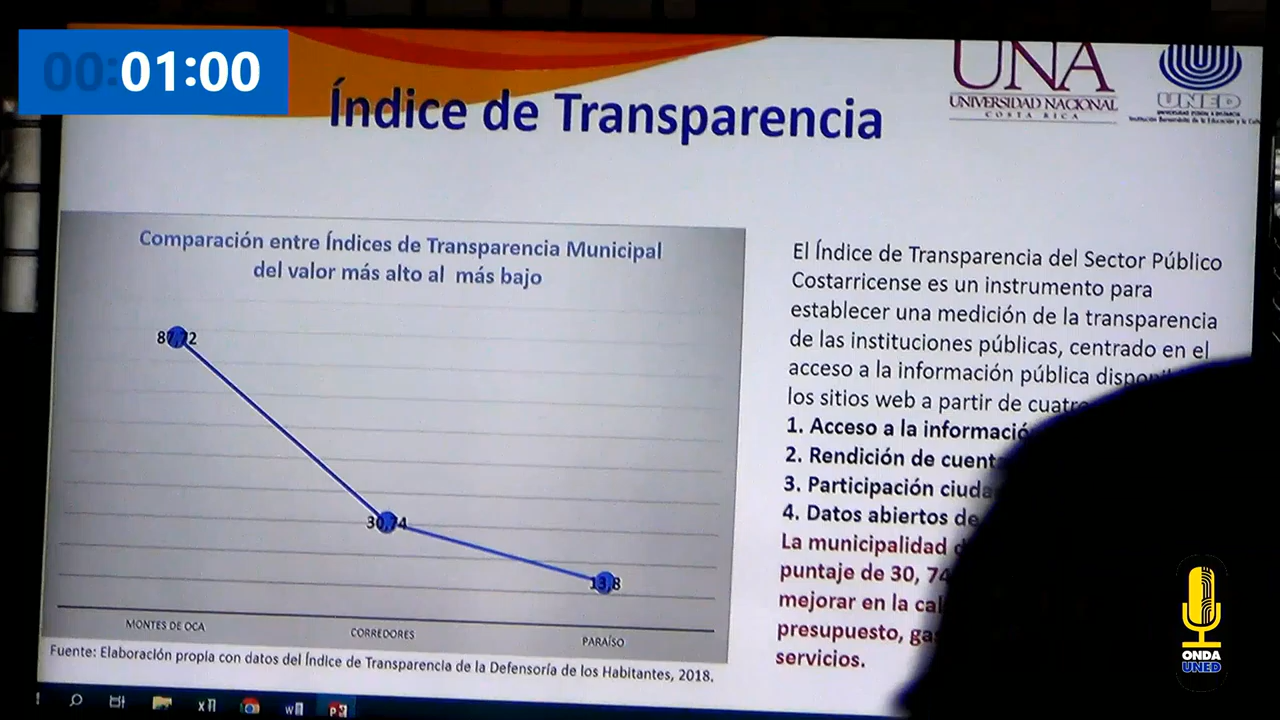 00:01:00
Índice de Transparencia
UNA
UNIVERSIDAD NACIONAL
COSTA RICA
UNED
Comparación entre Índices de Transparencia Municipal
del valor más alto al más bajo
87,72
30,74
13,8
MONTES DE OCA
CORREDORES
PARAÍSO
Fuente: Elaboración propia con datos del Índice de Transparencia de la Defensoría de los Habitantes, 2018.
El Índice de Transparencia del Sector Público
Costarricense es un instrumento para
establecer una medición de la transparencia
de las instituciones públicas, centrado en el
acceso a la información pública
los sitios web a partir de
1. Acceso a la
2. Rendición de
3. Participación
4. Datos abiertos de
La municipalidad
puntaje de 30, 74
mejorar en la
presupuesto,
servicios.
ONDA
UNED